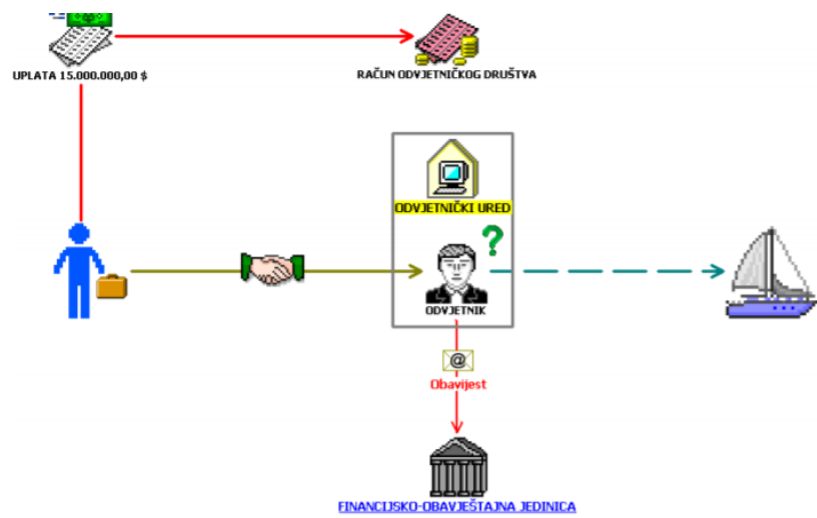 UPLATA 15.000.000,00 $
RAČUN ODVJETNIČKOG DRUŠTVA
ODVJETNIČKI URED
?
ODVJETNIK
@
Obavijest
FINANCIJSKO-OBAVJEŠTAJNA JEDINICA